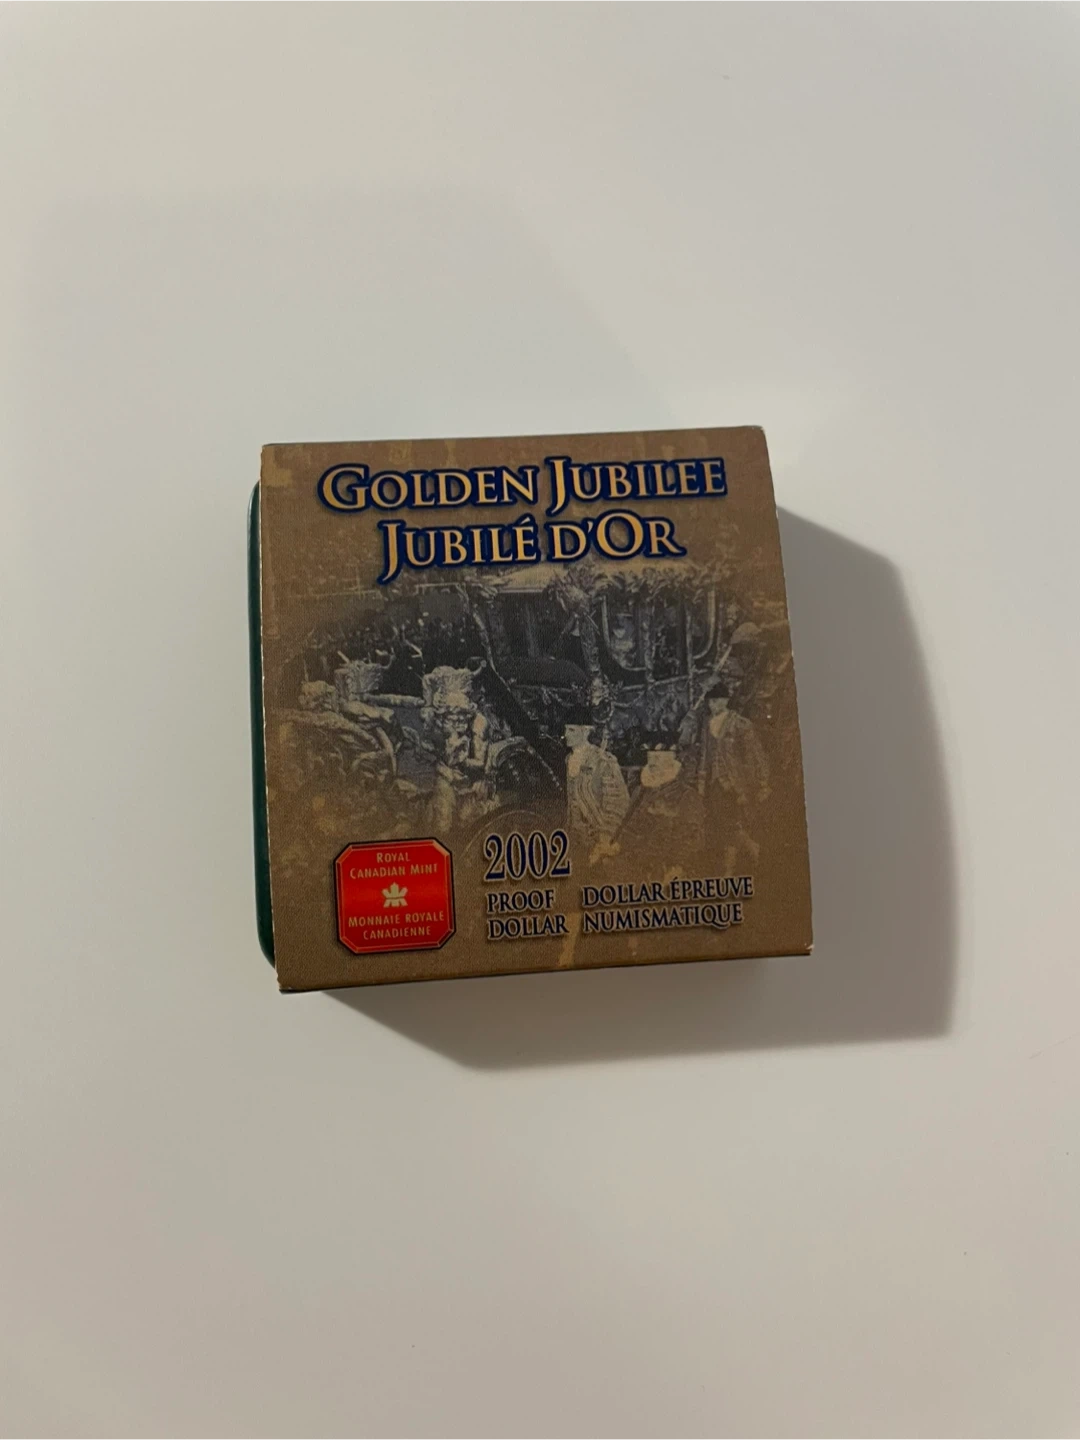 GOLDEN JUBILEE
JUBILÉ D'OR
ROYAL
CANADIAN MINT
MONNAIE ROYALE
CANADIENNE
2002
PROOF
DOLLAR
DOLLAR ÉPREUVE
NUMISMATIQUE